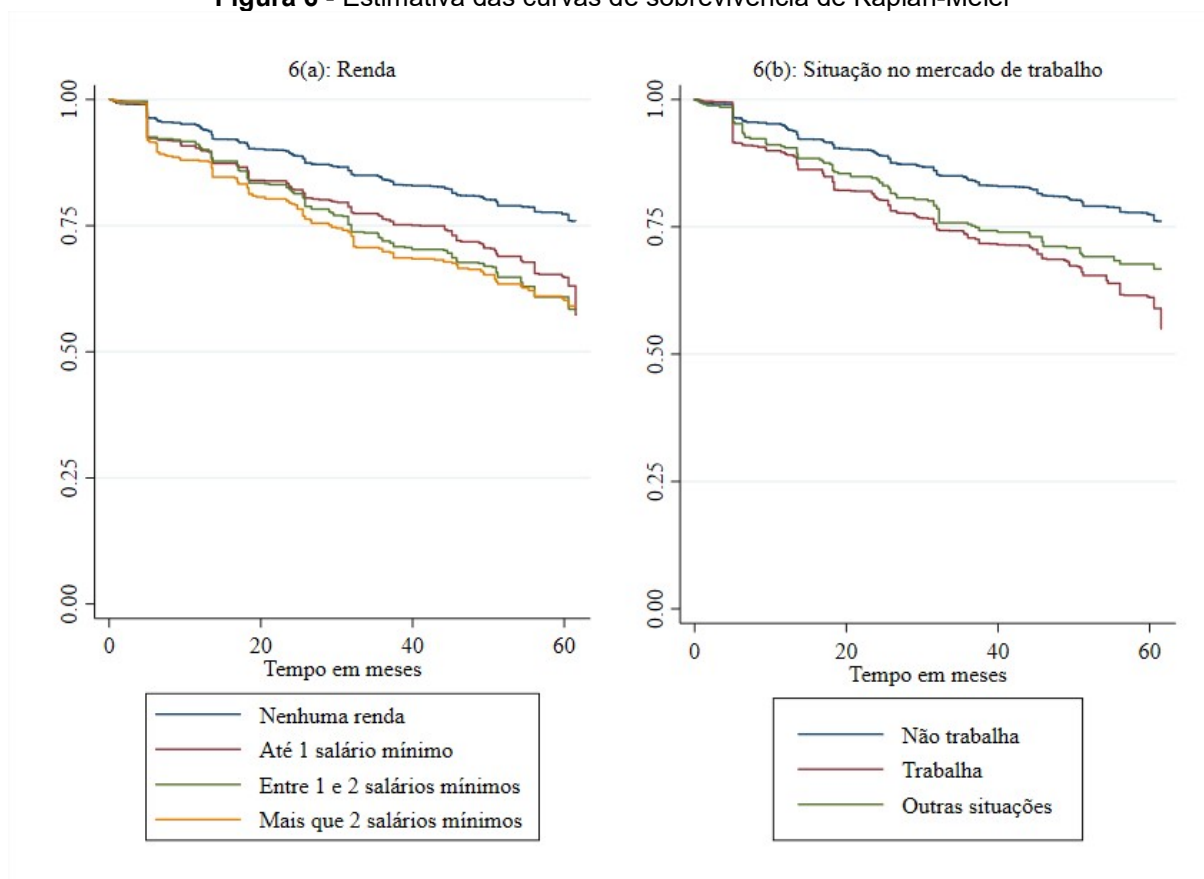 Figura 6 - Estimativa das curvas de sobrevivência de Kaplan-Meier
6(a): Renda
1.00
0.75
0.50
0.25
0.00
0 20 40 60
Tempo em meses
Nenhuma renda
Até 1 salário mínimo
Entre 1 e 2 salários mínimos
Mais que 2 salários mínimos
6(b): Situação no mercado de trabalho
1.00
0.75
0.50
0.25
0.00
0 20 40 60
Tempo em meses
Não trabalha
Trabalha
Outras situações